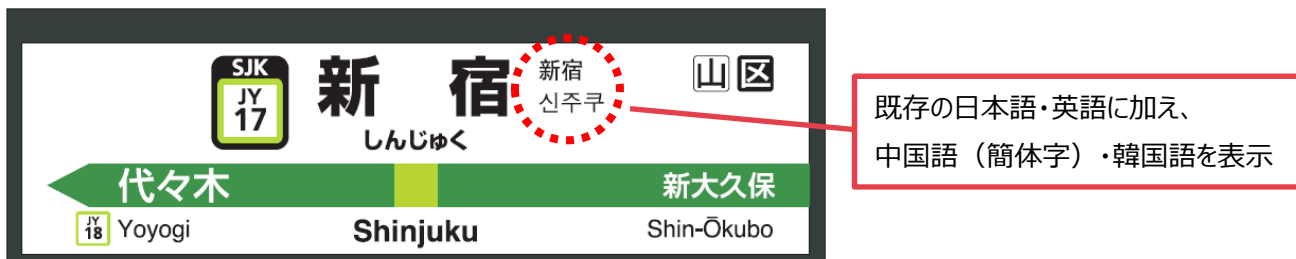 SJK
JY
17
新宿
しんじゅく
新宿
신주쿠
山区
代々木
新大久保
JY
18
Yoyogi
Shinjuku
Shin-Ōkubo
既存の日本語・英語に加え、
中国語（簡体字）・韓国語を表示